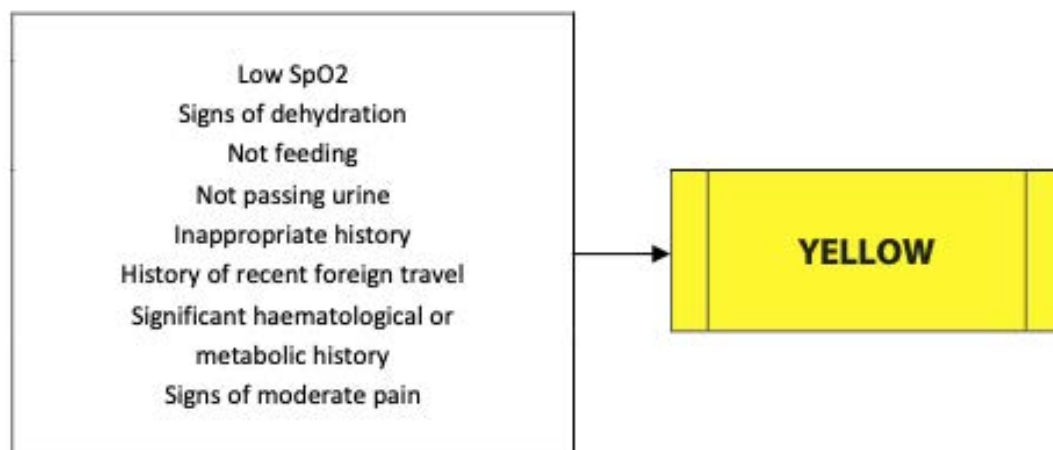 Low SpO2
Signs of dehydration
Not feeding
Not passing urine
Inappropriate history
History of recent foreign travel
Significant haematological or
metabolic history
Signs of moderate pain
YELLOW